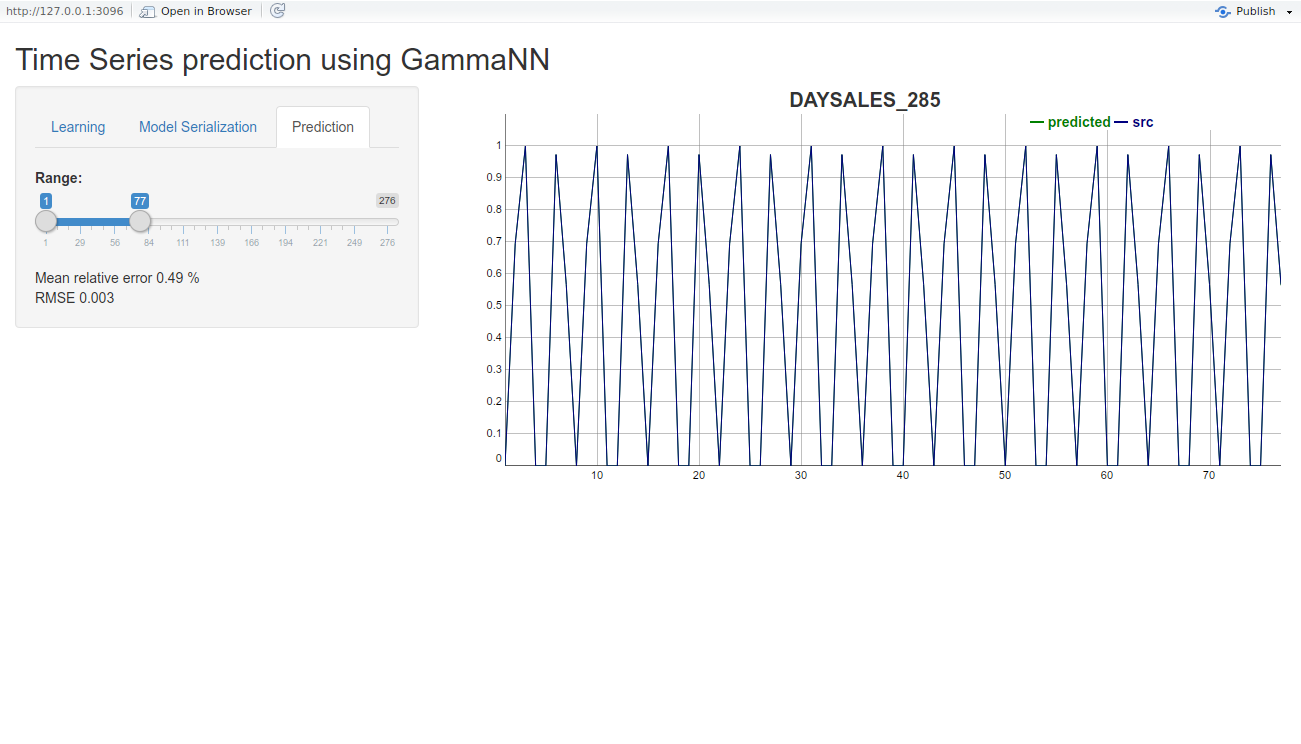 http://127.0.0.1:3096 Open in Browser Publish
Time Series prediction using GammaNN
Learning Model Serialization Prediction
Range:
1 77 276
1 29 56 84 111 139 166 194 221 249 276
Mean relative error 0.49 %
RMSE 0.003
DAYSALES_285
predicted src
1
0.9
0.8
0.7
0.6
0.5
0.4
0.3
0.2
0.1
0
10 20 30 40 50 60 70